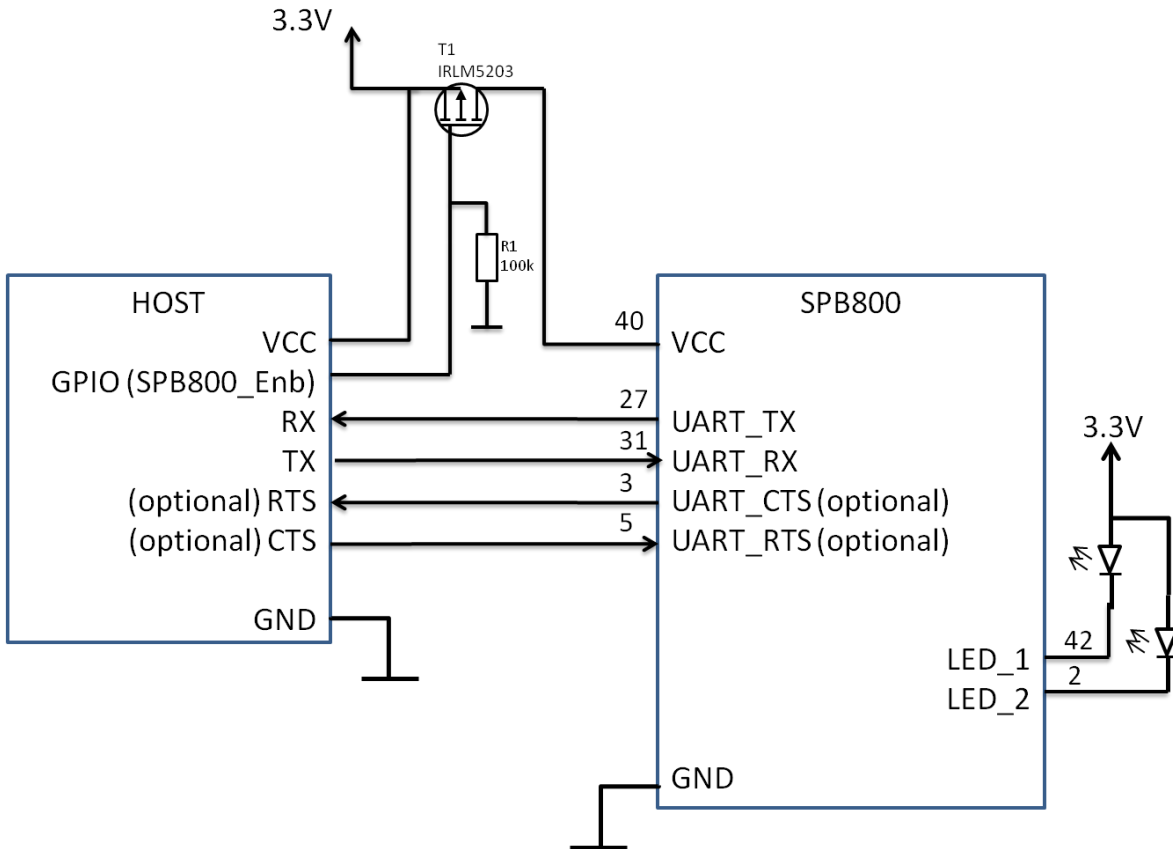 3.3V
T1
IRLM5203
R1
100k
HOST
VCC
GPIO (SPB800_Enb)
RX
TX
(optional) RTS
(optional) CTS
GND
40
27
31
3
5
SPB800
VCC
UART_TX
UART_RX
UART_CTS (optional)
UART_RTS (optional)
LED_1
LED_2
GND
3.3V
42
2